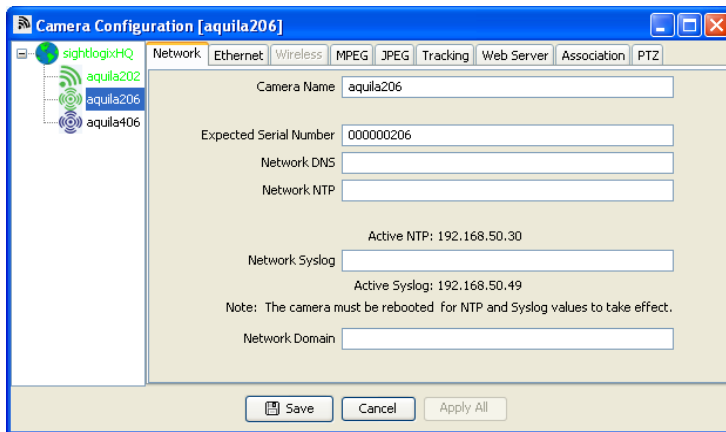 Camera Configuration [aquila206]
sightlogixHQ
aquila202
aquila206
aquila406
Network Ethernet Wireless MPEG JPEG Tracking Web Server Association PTZ
Camera Name aquila206
Expected Serial Number 000000206
Network DNS
Network NTP
Active NTP: 192.168.50.30
Network Syslog
Active Syslog: 192.168.50.49
Note: The camera must be rebooted for NTP and Syslog values to take effect.
Network Domain
Save Cancel Apply All